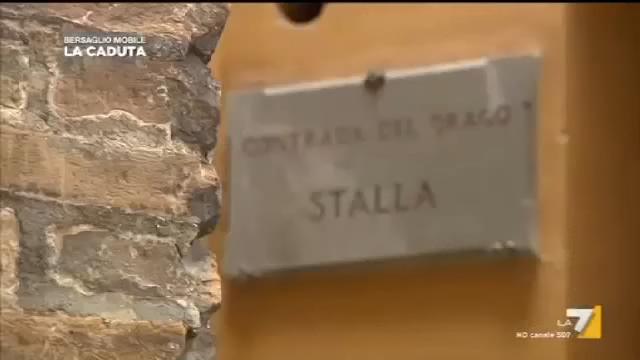 BERSAGLIO MOBILE
LA CADUTA
CONTRADA DEL DRAGO
STALLA
LA7
HD canale 507